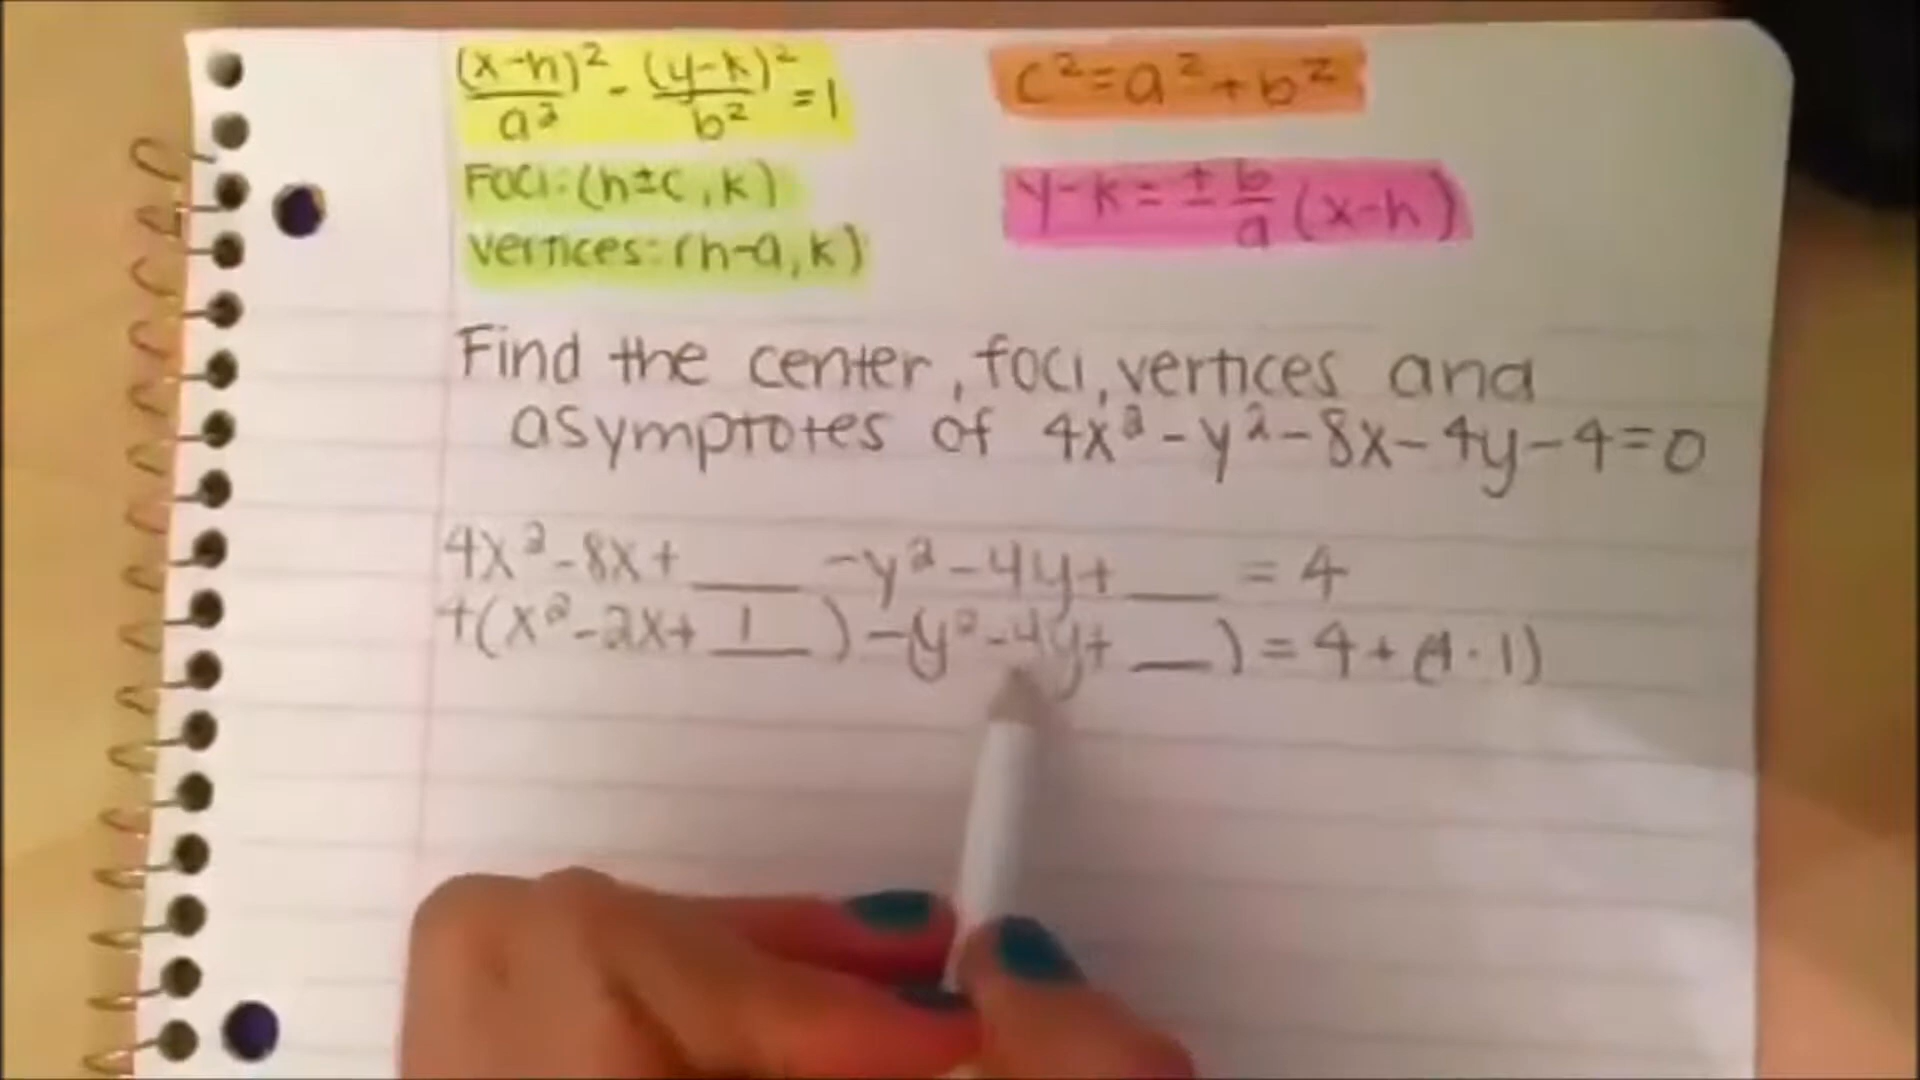 (x-h)²/a² - (y-k)²/b² = 1
c²=a²+b²
Foci:(h±c,k)
y-k=±b/a(x-h)
vertices:(h-a,k)
Find the center, foci, vertices and
asymptotes of 4x²-y²-8x-4y-4=0
4x²-8x+___ -y²-4y+___ =4
4(x²-2x+ 1 )-(y²-4y+___)=4+(4·1)